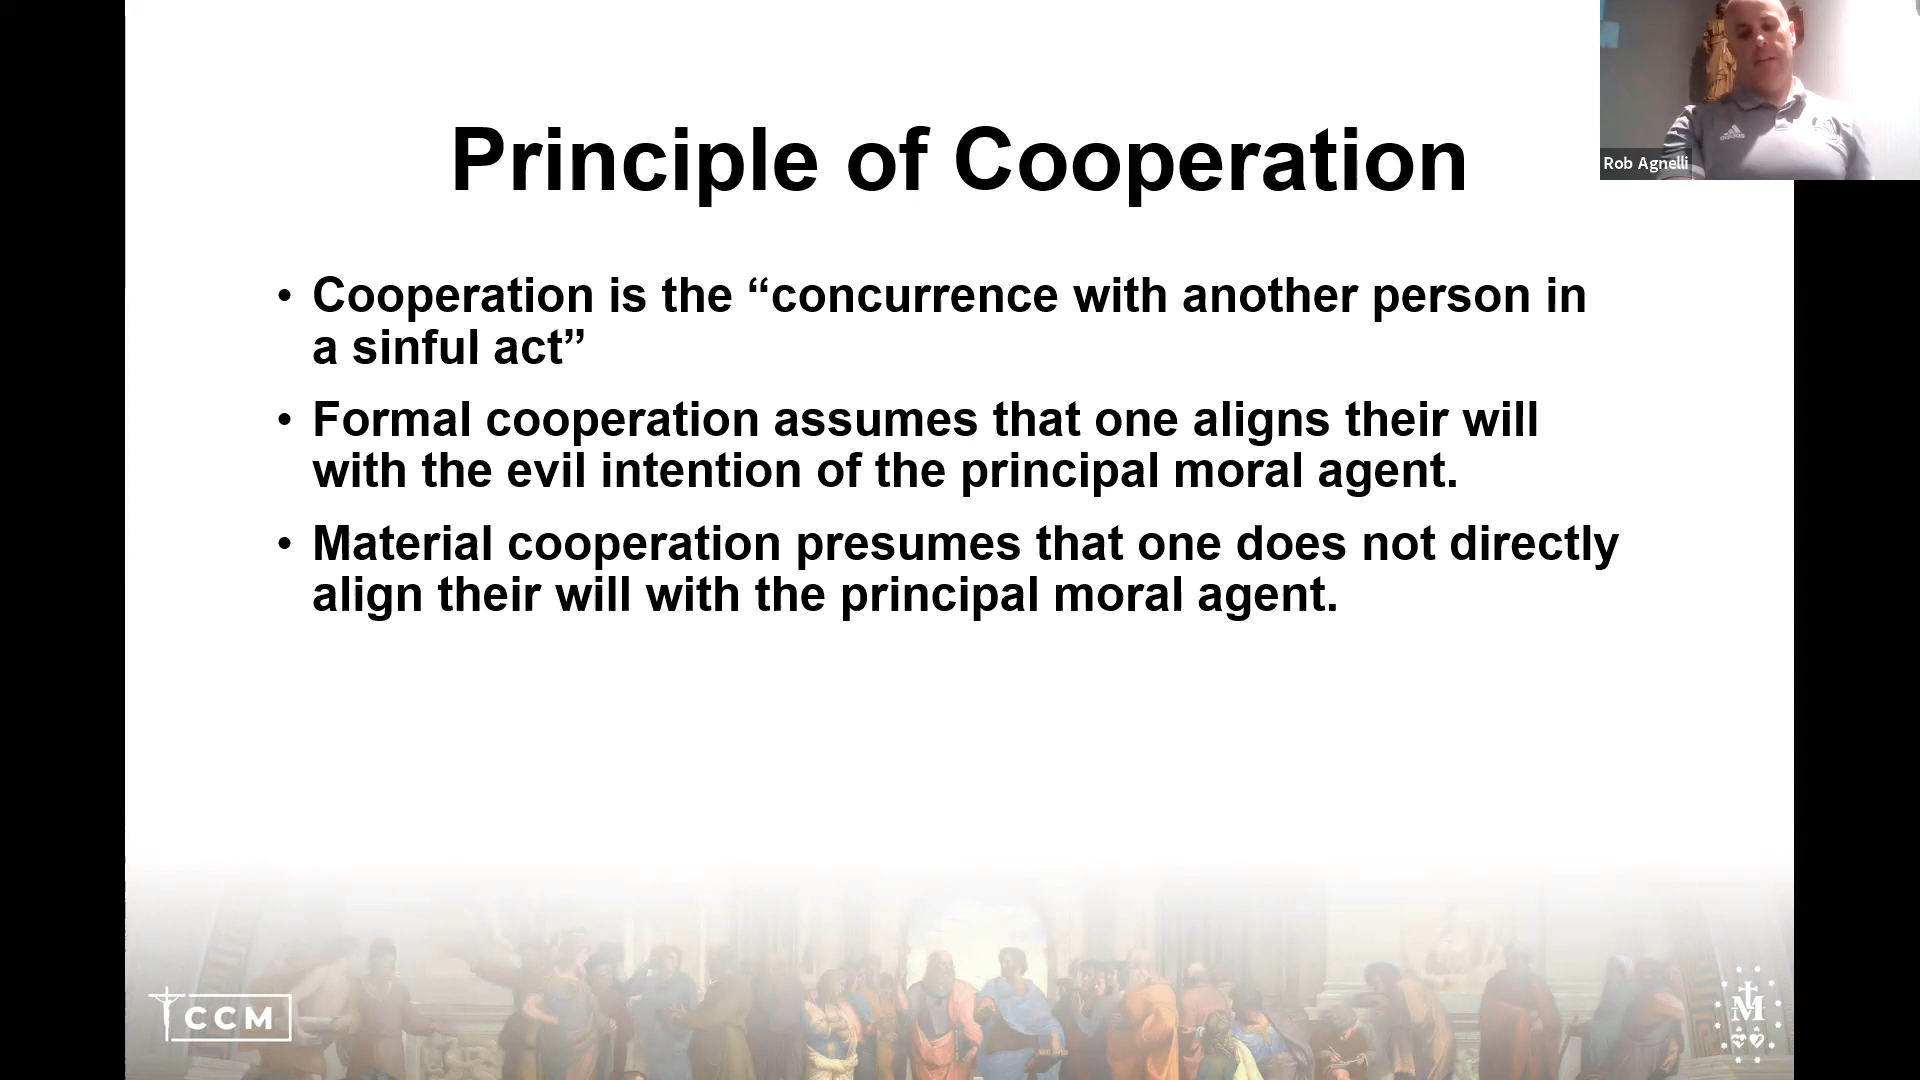 Principle of Cooperation
Rob Agnelli
• Cooperation is the “concurrence with another person in
a sinful act”
• Formal cooperation assumes that one aligns their will
with the evil intention of the principal moral agent.
• Material cooperation presumes that one does not directly
align their will with the principal moral agent.
CCM
M